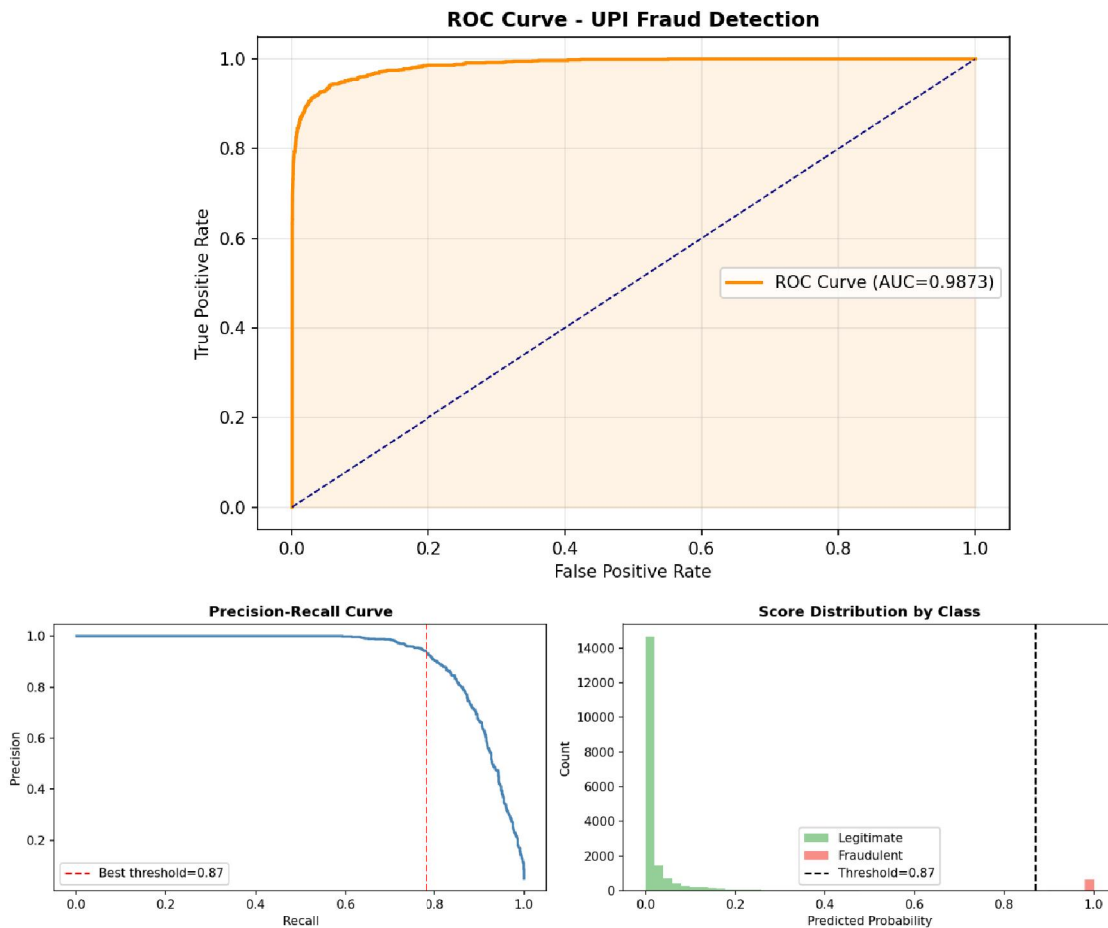 ROC Curve - UPI Fraud Detection
1.0
0.8
0.6
0.4
0.2
0.0
True Positive Rate
ROC Curve (AUC=0.9873)
0.0 0.2 0.4 0.6 0.8 1.0
False Positive Rate
Precision-Recall Curve
1.0
0.8
0.6
0.4
0.2
Precision
Best threshold=0.87
0.0 0.2 0.4 0.6 0.8 1.0
Recall
Score Distribution by Class
14000
12000
10000
8000
6000
4000
2000
0
Count
Legitimate
Fraudulent
Threshold=0.87
0.0 0.2 0.4 0.6 0.8 1.0
Predicted Probability